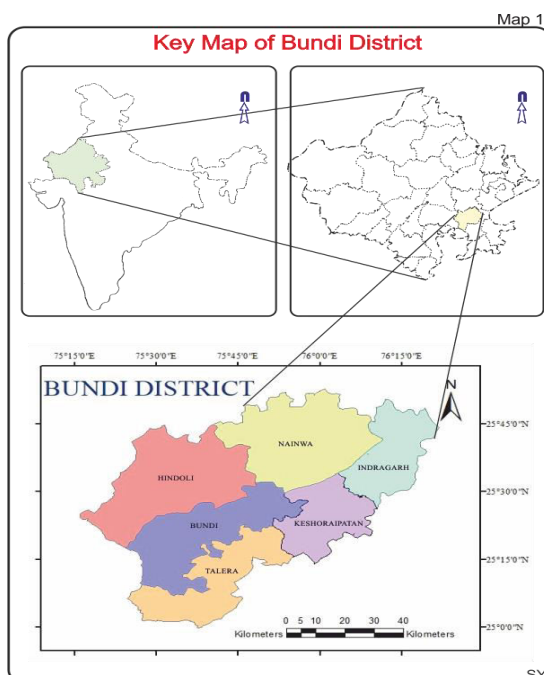 Map 1
Key Map of Bundi District
n
n
75°15'0"E 75°30'0"E 75°45'0"E 76°0'0"E 76°15'0"E
BUNDI DISTRICT
N
25°45'0"N
NAINWA
INDRAGARH
HINDOLI
25°30'0"N
BUNDI
KESHORAIPATAN
25°15'0"N
TALERA
0 5 10 20 30 40
Kilometers Kilometers
25°0'0"N
SY